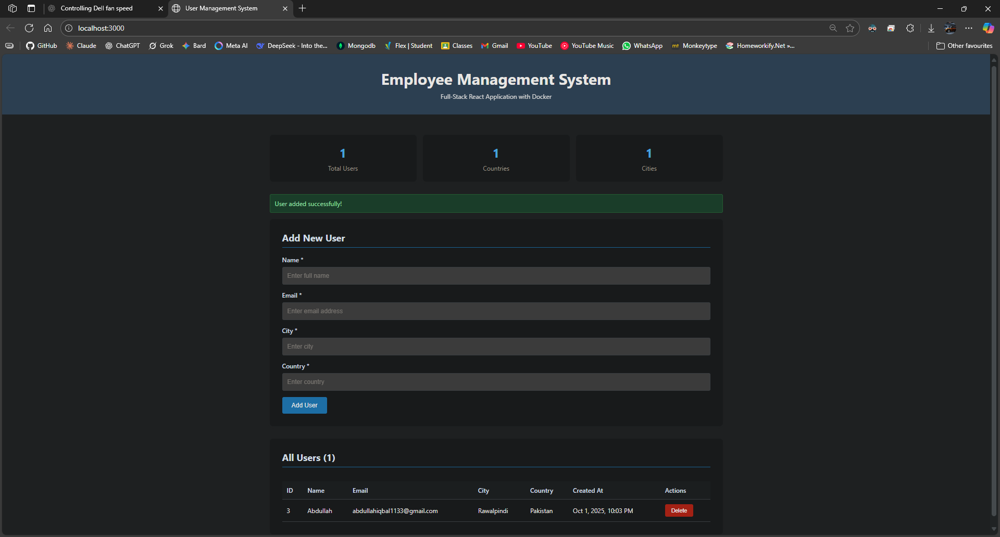 Controlling Dell fan speed
User Management System
localhost:3000
GitHub
Claude
ChatGPT
Grok
Bard
Meta AI
DeepSeek - Into the...
Mongodb
Flex | Student
Classes
Gmail
YouTube
YouTube Music
WhatsApp
mt Monkeytype
Homeworkify.Net »...
Other favourites
Employee Management System
Full-Stack React Application with Docker
1 1 1
Total Users Countries Cities
User added successfully!
Add New User
Name *
Enter full name
Email *
Enter email address
City *
Enter city
Country *
Enter country
Add User
All Users (1)
ID Name Email City Country Created At Actions
3 Abdullah abdullahiqbal1133@gmail.com Rawalpindi Pakistan Oct 1, 2025, 10:03 PM Delete